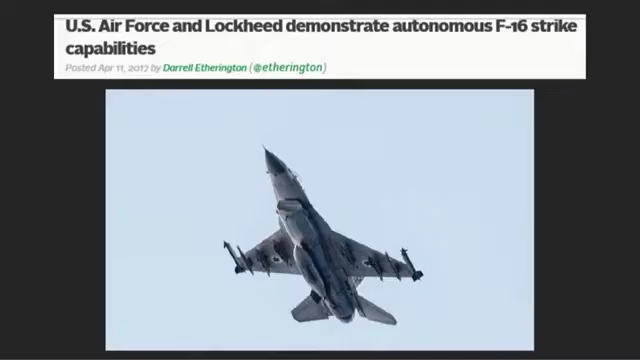 U.S. Air Force and Lockheed demonstrate autonomous F-16 strike
capabilities
Posted Apr 11, 2017 by Darrell Etherington (@etherington)